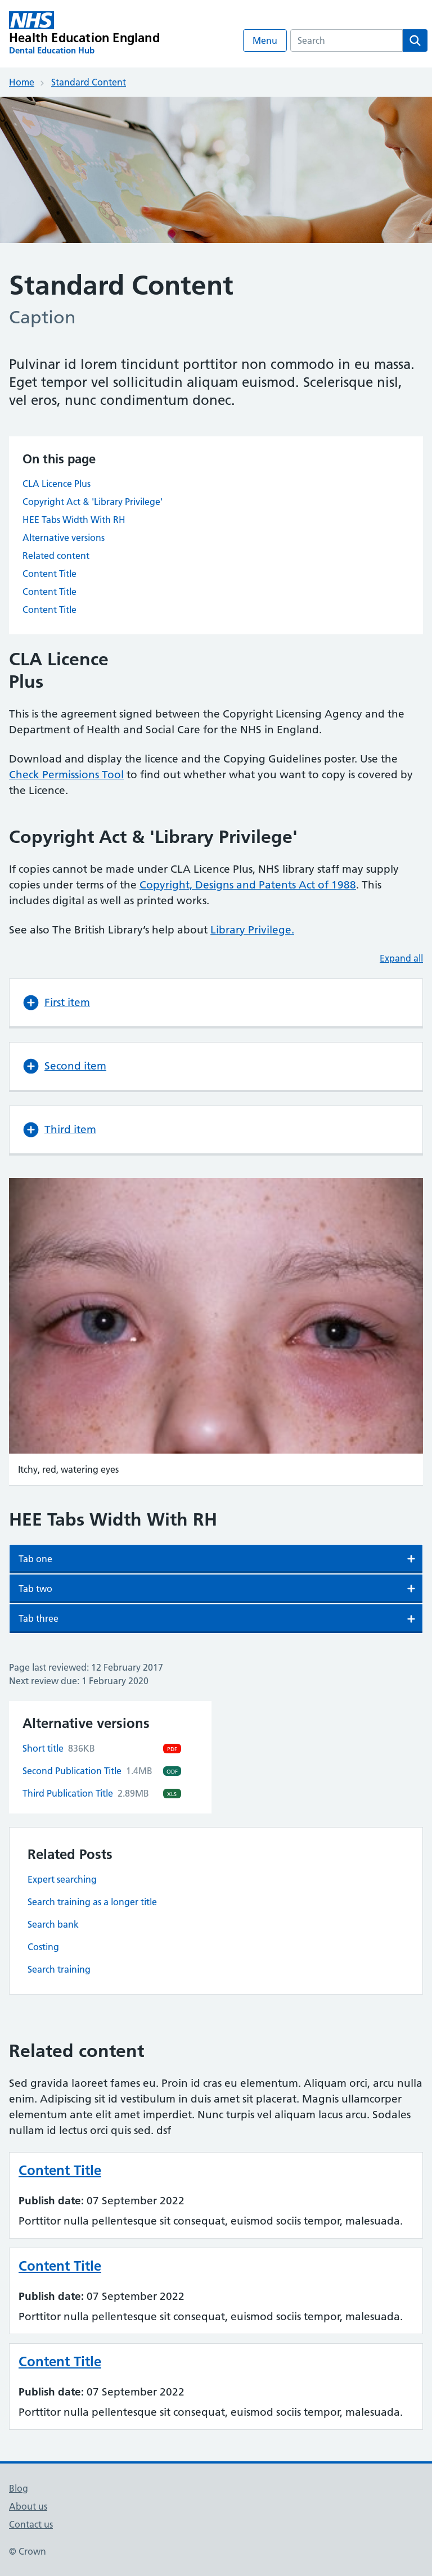 NHS
Health Education England
Dental Education Hub
Menu
Search
Home
Standard Content
Standard Content
Caption
Pulvinar id lorem tincidunt porttitor non commodo in eu massa.
Eget tempor vel sollicitudin aliquam euismod. Scelerisque nisl,
vel eros, nunc condimentum donec.
On this page
CLA Licence Plus
Copyright Act & 'Library Privilege'
HEE Tabs Width With RH
Alternative versions
Related content
Content Title
Content Title
Content Title
CLA Licence
Plus
This is the agreement signed between the Copyright Licensing Agency and the
Department of Health and Social Care for the NHS in England.
Download and display the licence and the Copying Guidelines poster. Use the
Check Permissions Tool to find out whether what you want to copy is covered by
the Licence.
Copyright Act & 'Library Privilege'
If copies cannot be made under CLA Licence Plus, NHS library staff may supply
copies under terms of the Copyright, Designs and Patents Act of 1988. This
includes digital as well as printed works.
See also The British Library’s help about Library Privilege.
Expand all
First item
Second item
Third item
Itchy, red, watering eyes
HEE Tabs Width With RH
Tab one
Tab two
Tab three
Page last reviewed: 12 February 2017
Next review due: 1 February 2020
Alternative versions
Short title 836KB PDF
Second Publication Title 1.4MB ODF
Third Publication Title 2.89MB XLS
Related Posts
Expert searching
Search training as a longer title
Search bank
Costing
Search training
Related content
Sed gravida laoreet fames eu. Proin id cras eu elementum. Aliquam orci, arcu nulla
enim. Adipiscing sit id vestibulum in duis amet sit placerat. Magnis ullamcorper
elementum ante elit amet imperdiet. Nunc turpis vel aliquam lacus arcu. Sodales
nullam id lectus orci quis sed. dsf
Content Title
Publish date: 07 September 2022
Porttitor nulla pellentesque sit consequat, euismod sociis tempor, malesuada.
Content Title
Publish date: 07 September 2022
Porttitor nulla pellentesque sit consequat, euismod sociis tempor, malesuada.
Content Title
Publish date: 07 September 2022
Porttitor nulla pellentesque sit consequat, euismod sociis tempor, malesuada.
Blog
About us
Contact us
© Crown